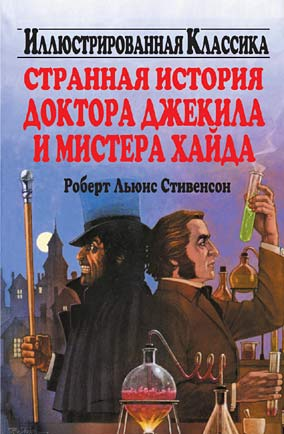 Иллюстрированная Классика
СТРАННАЯ ИСТОРИЯ
ДОКТОРА ДЖЕКИЛА
И МИСТЕРА ХАЙДА
Роберт Льюис Стивенсон